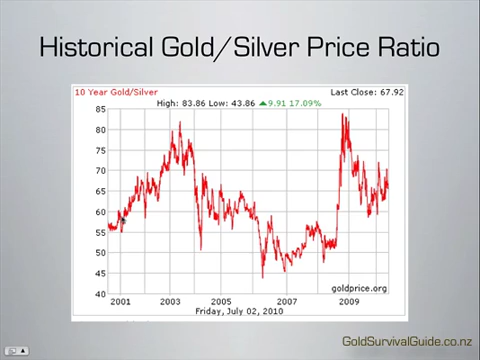 Historical Gold/Silver Price Ratio
10 Year Gold/Silver Last Close: 67.92
High: 83.86 Low: 43.86 ▲9.91 17.09%
85
80
75
70
65
60
55
50
45
40
goldprice.org
2001 2003 2005 2007 2009
Friday, July 02, 2010
GoldSurvivalGuide.co.nz